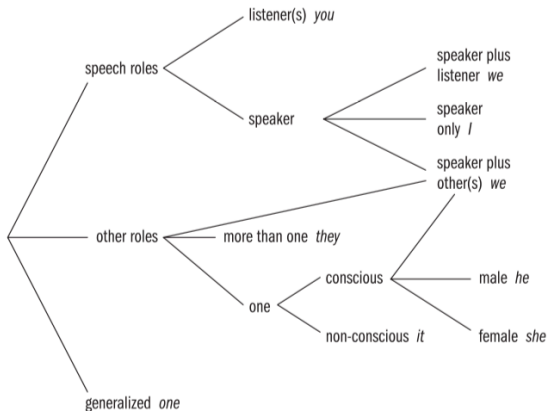 listener(s) you
speech roles
speaker plus
listener we
speaker
speaker
only I
speaker plus
other(s) we
other roles
more than one they
conscious
male he
one
non-conscious it
female she
generalized one